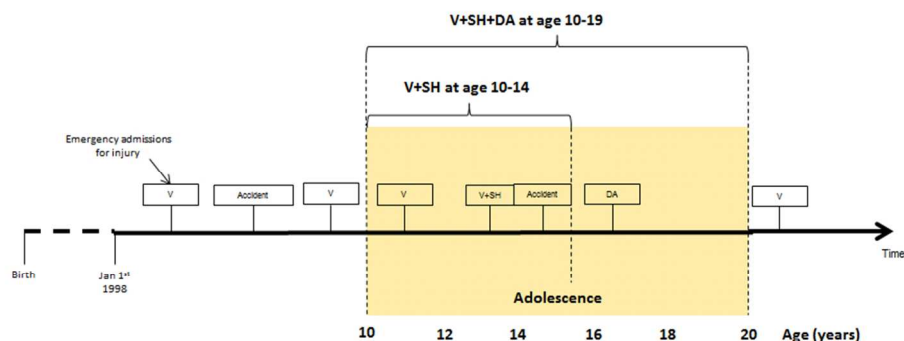 V+SH+DA at age 10-19
V+SH at age 10-14
Emergency admissions
for injury
V
Accident
V
V
V+SH
Accident
DA
V
Time
Birth
Jan 1st
1998
Adolescence
10 12 14 16 18 20 Age (years)